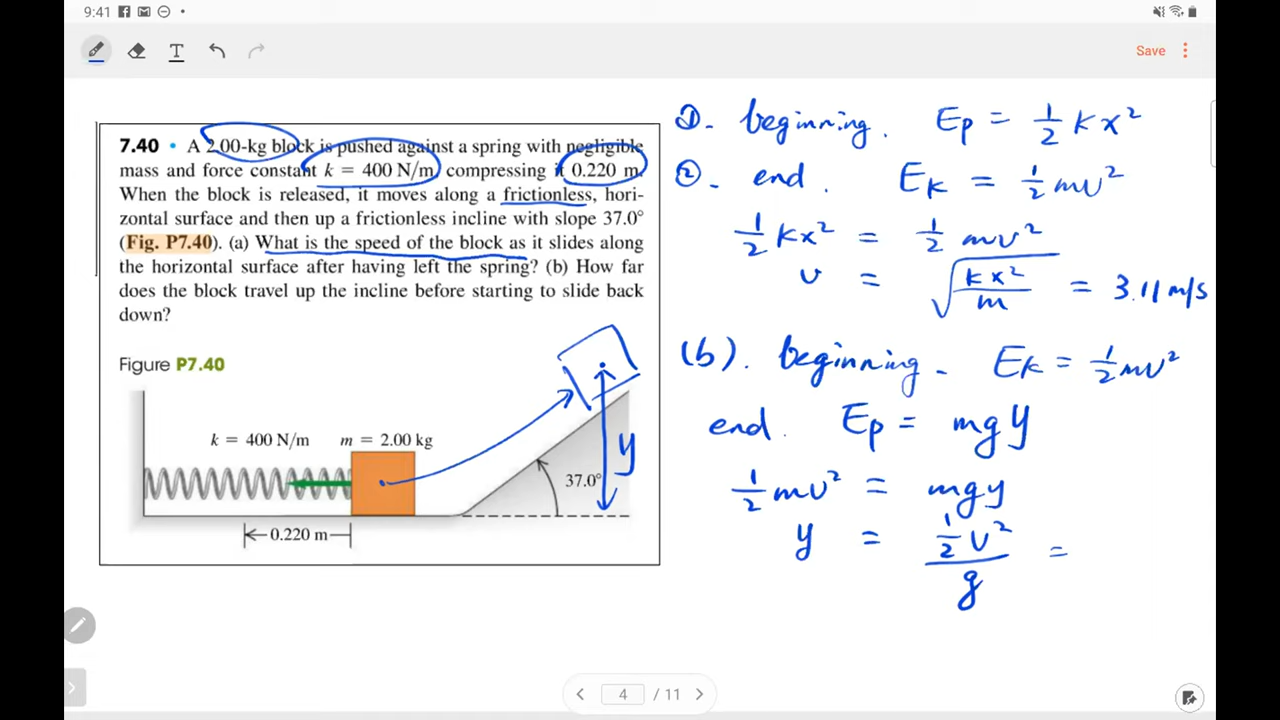 9:41
Save
7.40 • A 2.00-kg block is pushed against a spring with negligible
mass and force constant k = 400 N/m, compressing it 0.220 m.
When the block is released, it moves along a frictionless, hori-
zontal surface and then up a frictionless incline with slope 37.0°
(Fig. P7.40). (a) What is the speed of the block as it slides along
the horizontal surface after having left the spring? (b) How far
does the block travel up the incline before starting to slide back
down?
Figure P7.40
k = 400 N/m m = 2.00 kg
37.0°
y
0.220 m
①. beginning. Ep = 1/2 kx²
②. end. EK = 1/2 mv²
1/2 kx² = 1/2 mv²
v = √(kx²/m) = 3.11 m/s
(b). beginning. EK = 1/2 mv²
end. Ep = mgy
1/2 mv² = mgy
y = (1/2 v²)/g =
4 / 11